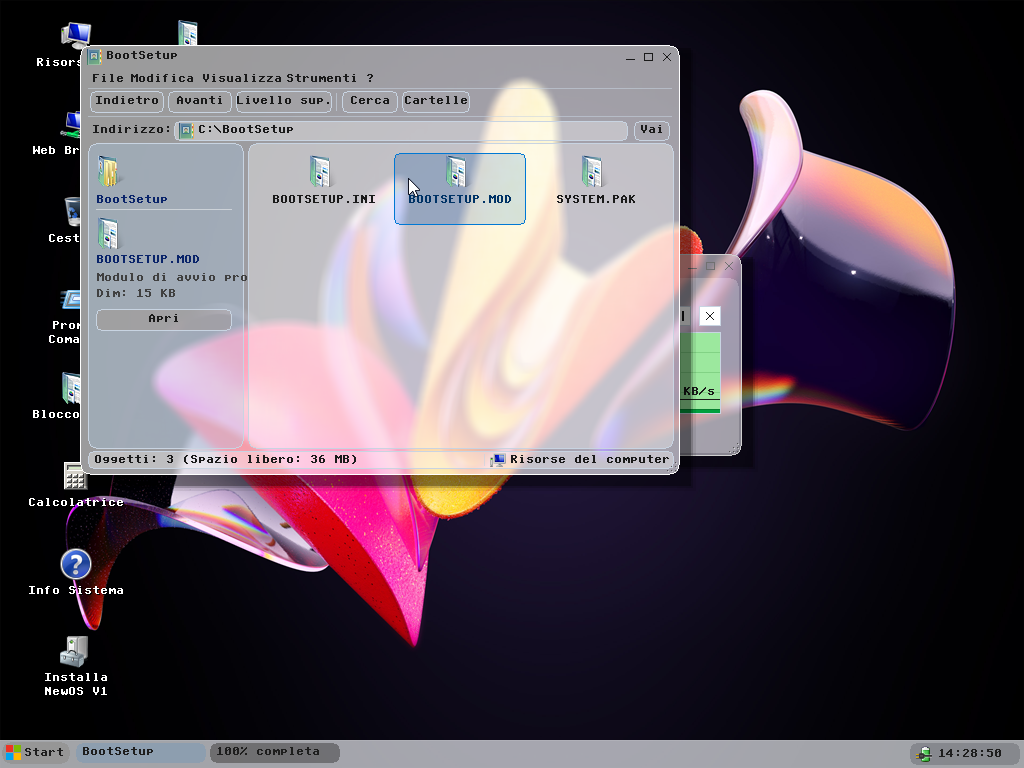 BootSetup
File Modifica Visualizza Strumenti ?
Indietro Avanti Livello sup. Cerca Cartelle
Indirizzo: C:\BootSetup Vai
BootSetup
BOOTSETUP.MOD
Modulo di avvio pro
Dim: 15 KB
Apri
BOOTSETUP.INI BOOTSETUP.MOD SYSTEM.PAK
Oggetti: 3 (Spazio libero: 36 MB) Risorse del computer
KB/s
Risors
Web Br
Cest
Pro
Coma
Blocco
Calcolatrice
Info Sistema
Installa
NewOS V1
Start BootSetup 100% completa 14:28:50